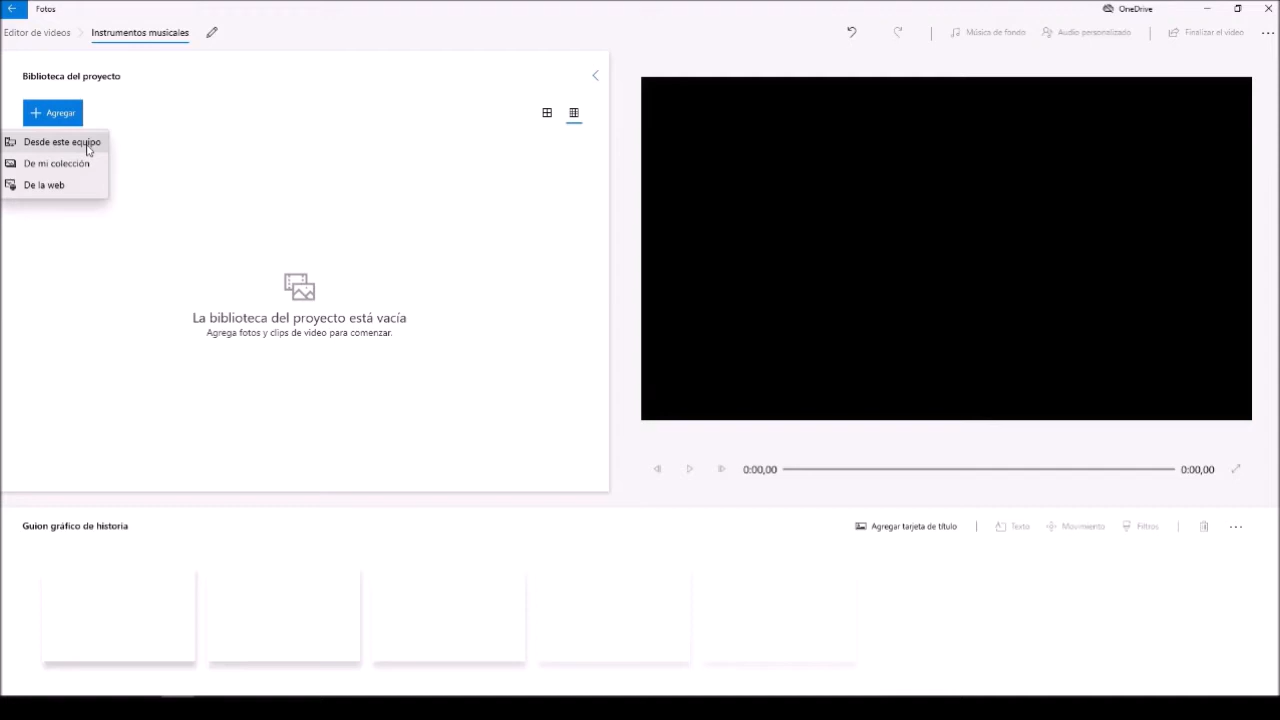 Fotos
OneDrive
Editor de videos
Instrumentos musicales
Música de fondo
Audio personalizado
Finalizar el video
Biblioteca del proyecto
Agregar
Desde este equipo
De mi colección
De la web
La biblioteca del proyecto está vacía
Agrega fotos y clips de video para comenzar.
0:00,00
0:00,00
Guion gráfico de historia
Agregar tarjeta de título
Texto
Movimiento
Filtros